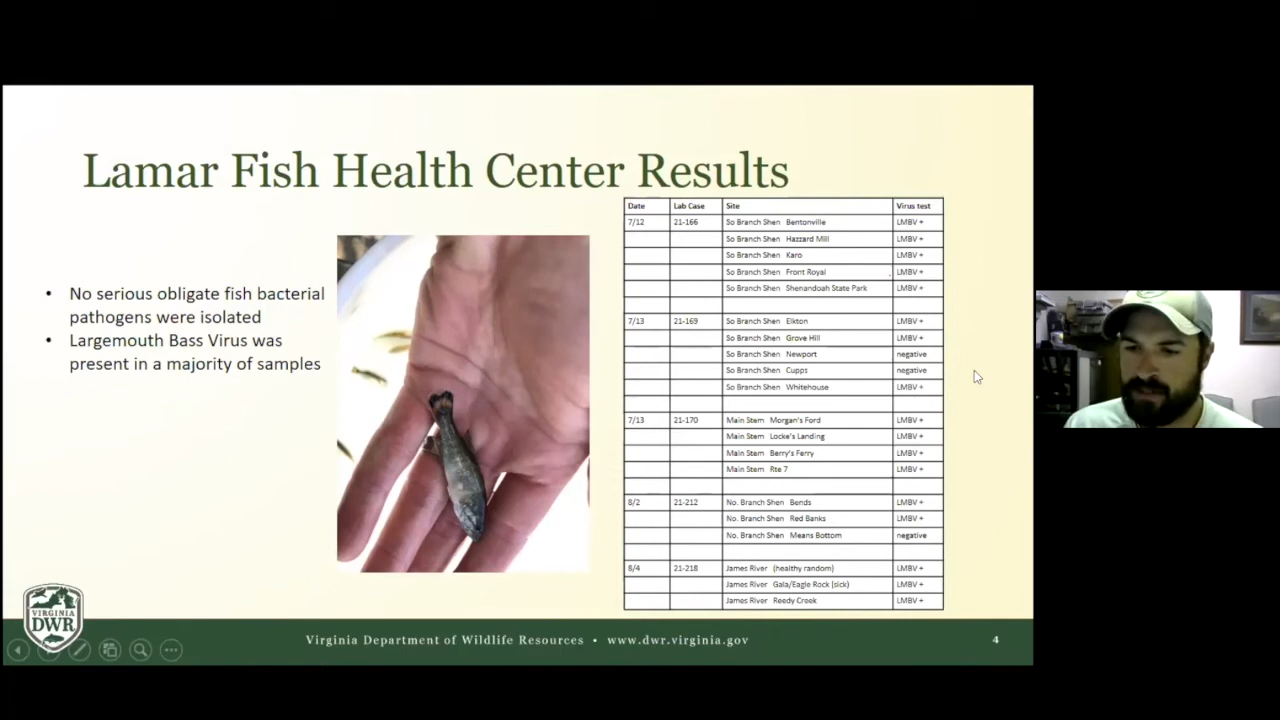 Lamar Fish Health Center Results
• No serious obligate fish bacterial
pathogens were isolated
• Largemouth Bass Virus was
present in a majority of samples
Date Lab Case Site Virus test
7/12 21-166 So Branch Shen Bentonville LMBV +
So Branch Shen Hazzard Mill LMBV +
So Branch Shen Karo LMBV +
So Branch Shen Front Royal LMBV +
So Branch Shen Shenandoah State Park LMBV +
7/13 21-169 So Branch Shen Elkton LMBV +
So Branch Shen Grove Hill LMBV +
So Branch Shen Newport negative
So Branch Shen Cupps negative
So Branch Shen Whitehouse LMBV +
7/13 21-170 Main Stem Morgan's Ford LMBV +
Main Stem Locke's Landing LMBV +
Main Stem Berry's Ferry LMBV +
Main Stem Rte 7 LMBV +
8/2 21-212 No. Branch Shen Bends LMBV +
No. Branch Shen Red Banks LMBV +
No. Branch Shen Means Bottom negative
8/4 21-218 James River (healthy random) LMBV +
James River Gala/Eagle Rock (sick) LMBV +
James River Reedy Creek LMBV +
VIRGINIA
DWR
Virginia Department of Wildlife Resources • www.dwr.virginia.gov
4